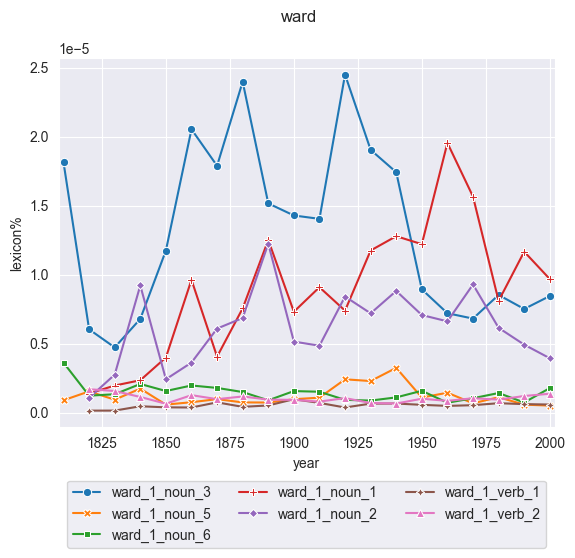 ward
1e−5
2.5
2.0
1.5
1.0
0.5
0.0
lexicon%
1825 1850 1875 1900 1925 1950 1975 2000
year
ward_1_noun_3 ward_1_noun_1 ward_1_verb_1
ward_1_noun_5 ward_1_noun_2 ward_1_verb_2
ward_1_noun_6